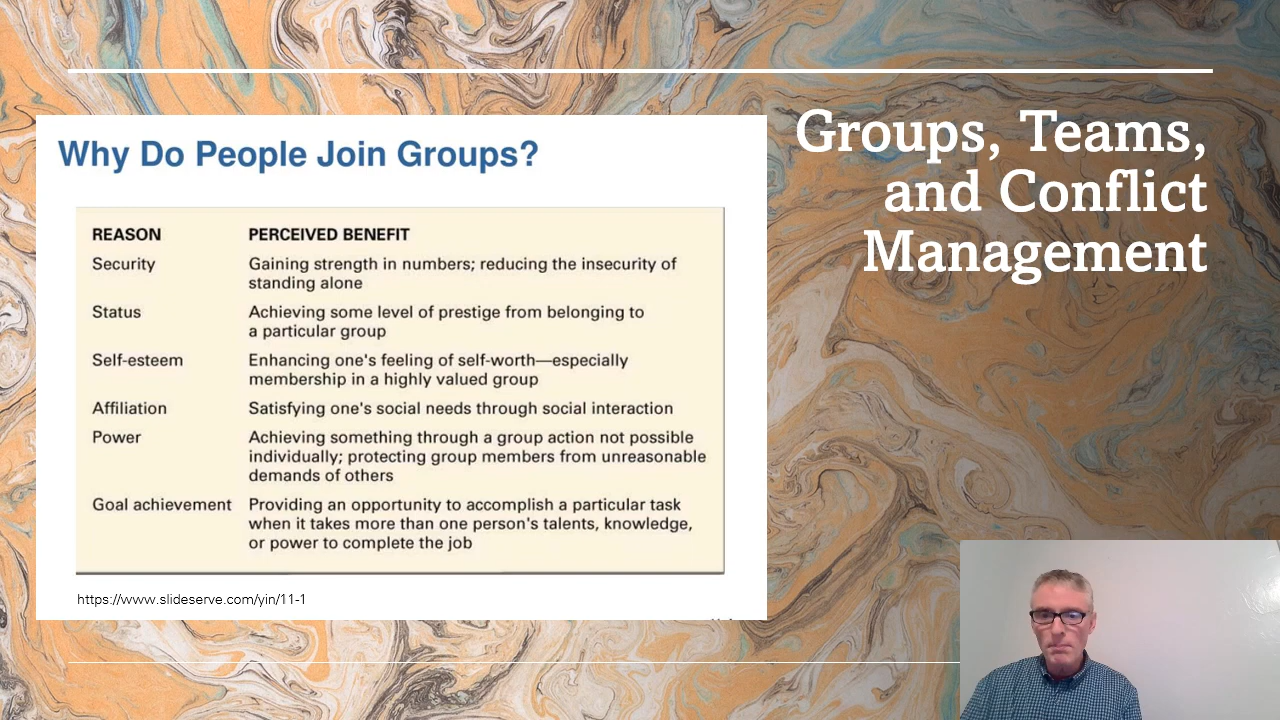 Groups, Teams,
and Conflict
Management
Why Do People Join Groups?
REASON PERCEIVED BENEFIT
Security Gaining strength in numbers; reducing the insecurity of
standing alone
Status Achieving some level of prestige from belonging to
a particular group
Self-esteem Enhancing one's feeling of self-worth—especially
membership in a highly valued group
Affiliation Satisfying one's social needs through social interaction
Power Achieving something through a group action not possible
individually; protecting group members from unreasonable
demands of others
Goal achievement Providing an opportunity to accomplish a particular task
when it takes more than one person's talents, knowledge,
or power to complete the job
https://www.slideserve.com/yin/11-1